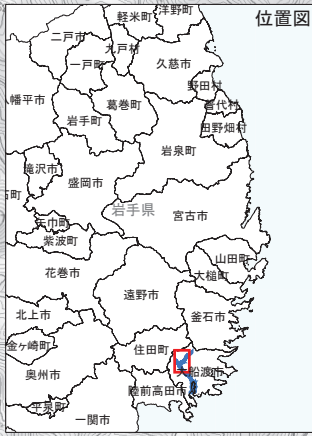 位置図
洋野町
軽米町
二戸市
九戸村
一戸町
久慈市
野田村
普代村
葛巻町
八幡平市
岩手町
田野畑村
岩泉町
滝沢市
盛岡市
岩手県
宮古市
矢巾町
紫波町
山田町
大槌町
花巻市
遠野市
釜石市
北上市
金ヶ崎町
住田町
大船渡市
奥州市
陸前高田市
平泉町
一関市